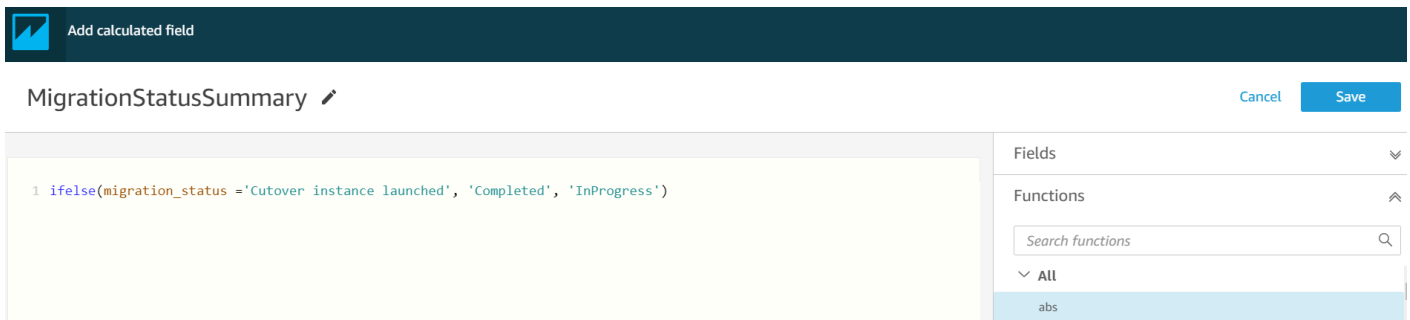 Add calculated field
MigrationStatusSummary
Cancel
Save
Fields
1 ifelse(migration_status ='Cutover instance launched', 'Completed', 'InProgress')
Functions
Search functions
All
abs